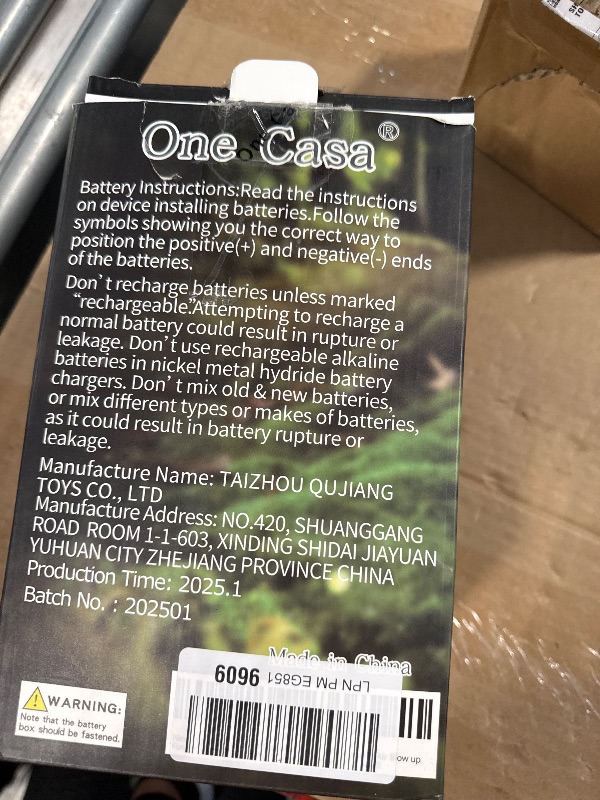 One Casa®
Battery Instructions:Read the instructions
on device installing batteries.Follow the
symbols showing you the correct way to
position the positive(+) and negative(-) ends
of the batteries.
Don't recharge batteries unless marked
“rechargeable.”Attempting to recharge a
normal battery could result in rupture or
leakage. Don't use rechargeable alkaline
batteries in nickel metal hydride battery
chargers. Don't mix old & new batteries,
or mix different types or makes of batteries,
as it could result in battery rupture or
leakage.
Manufacture Name: TAIZHOU QUJIANG
TOYS CO., LTD
Manufacture Address: NO.420, SHUANGGANG
ROAD ROOM 1-1-603, XINDING SHIDAI JIAYUAN
YUHUAN CITY ZHEJIANG PROVINCE CHINA
Production Time: 2025.1
Batch No. : 202501
Made in China
LPN PM EG851 6096
WARNING:
Note that the battery
box should be fastened.
Blow up